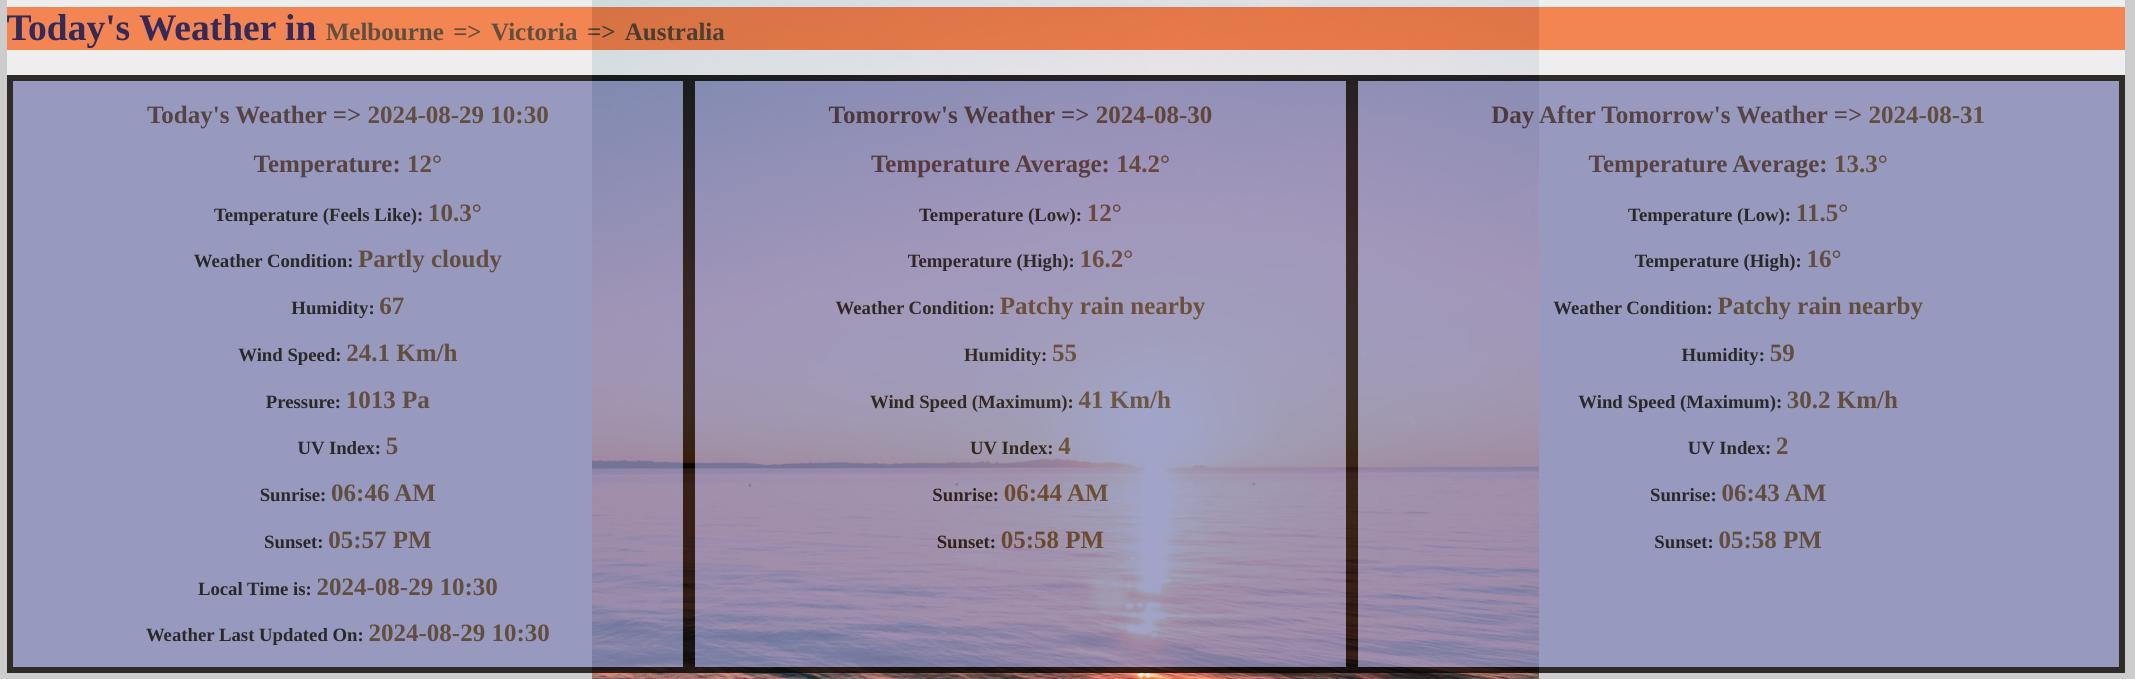 Today's Weather in Melbourne => Victoria => Australia
Today's Weather => 2024-08-29 10:30
Temperature: 12°
Temperature (Feels Like): 10.3°
Weather Condition: Partly cloudy
Humidity: 67
Wind Speed: 24.1 Km/h
Pressure: 1013 Pa
UV Index: 5
Sunrise: 06:46 AM
Sunset: 05:57 PM
Local Time is: 2024-08-29 10:30
Weather Last Updated On: 2024-08-29 10:30
Tomorrow's Weather => 2024-08-30
Temperature Average: 14.2°
Temperature (Low): 12°
Temperature (High): 16.2°
Weather Condition: Patchy rain nearby
Humidity: 55
Wind Speed (Maximum): 41 Km/h
UV Index: 4
Sunrise: 06:44 AM
Sunset: 05:58 PM
Day After Tomorrow's Weather => 2024-08-31
Temperature Average: 13.3°
Temperature (Low): 11.5°
Temperature (High): 16°
Weather Condition: Patchy rain nearby
Humidity: 59
Wind Speed (Maximum): 30.2 Km/h
UV Index: 2
Sunrise: 06:43 AM
Sunset: 05:58 PM